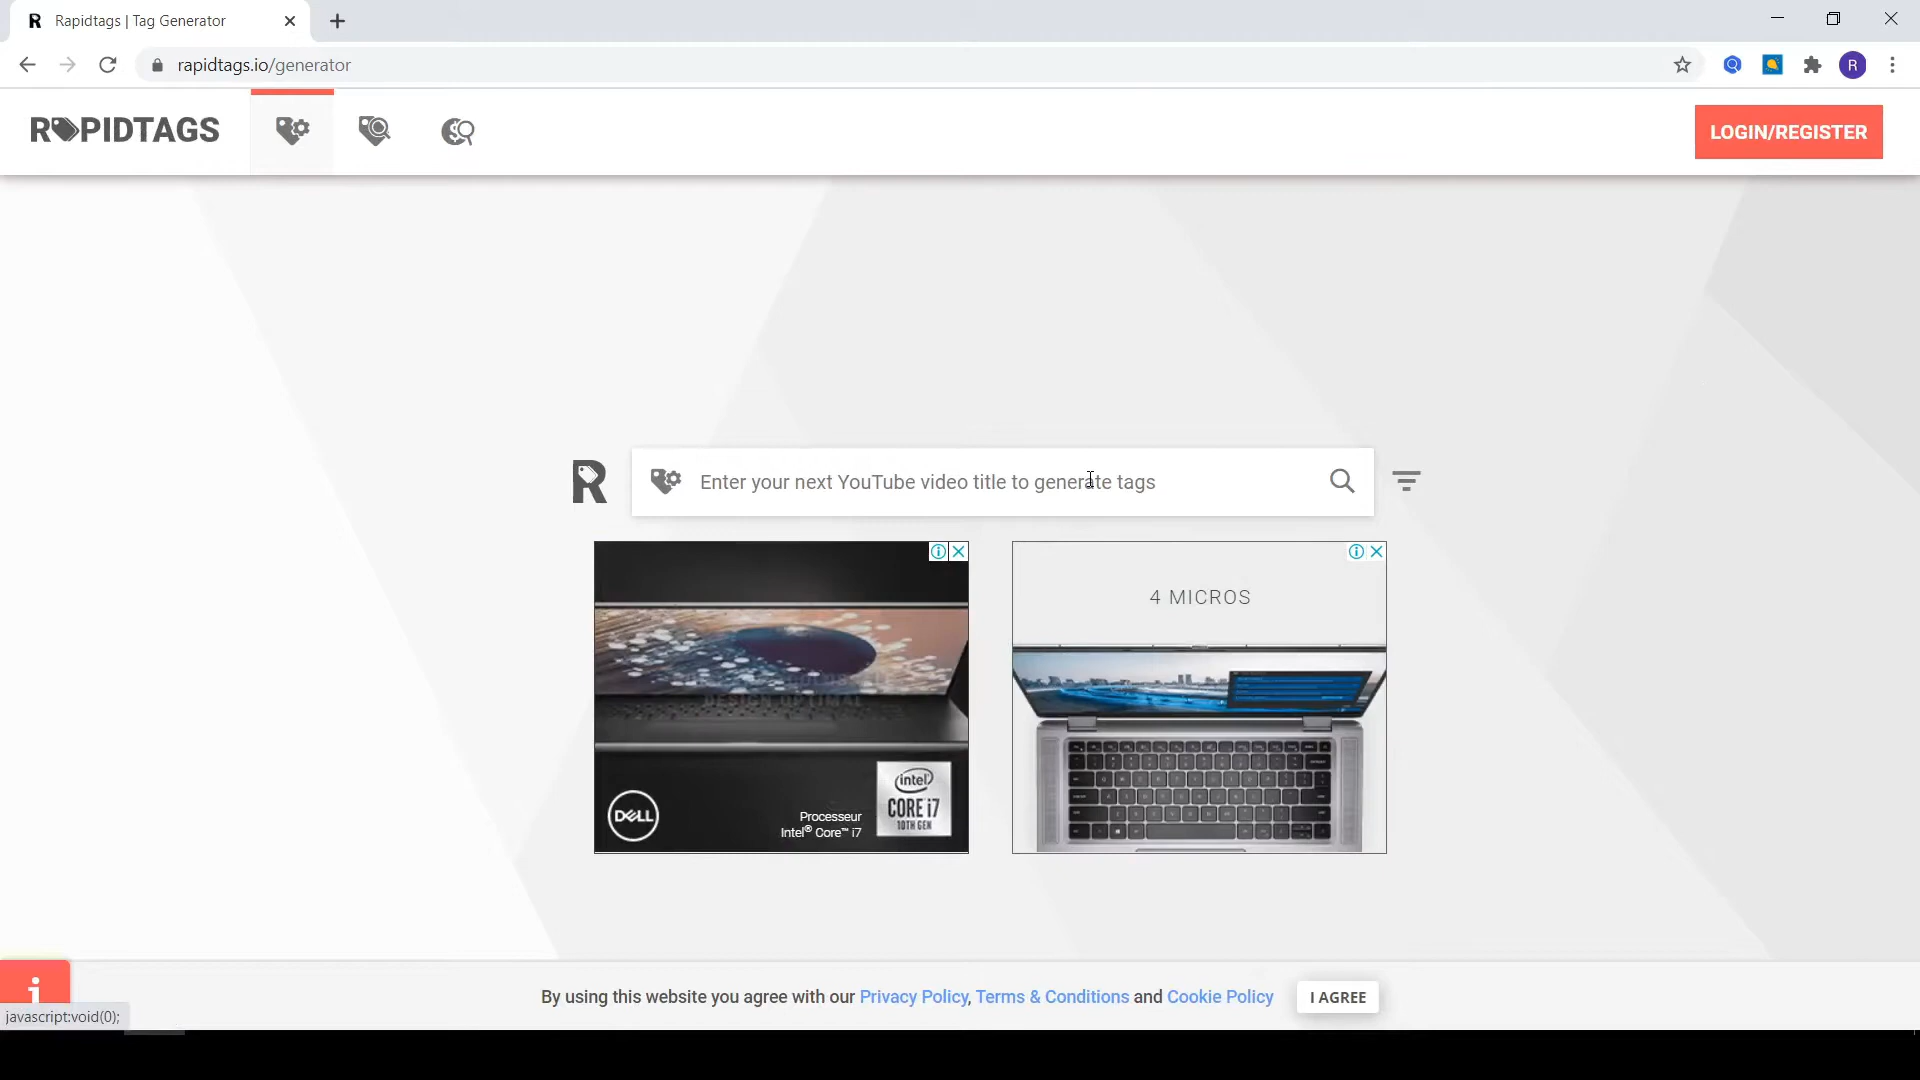 Rapidtags | Tag Generator
rapidtags.io/generator
R
RAPIDTAGS
LOGIN/REGISTER
R
Enter your next YouTube video title to generate tags
4 MICROS
DESIGN OPTIMAL
DELL
Processeur
Intel® Core™ i7
intel
CORE i7
10TH GEN
By using this website you agree with our Privacy Policy, Terms & Conditions and Cookie Policy
I AGREE
i
javascript:void(0);